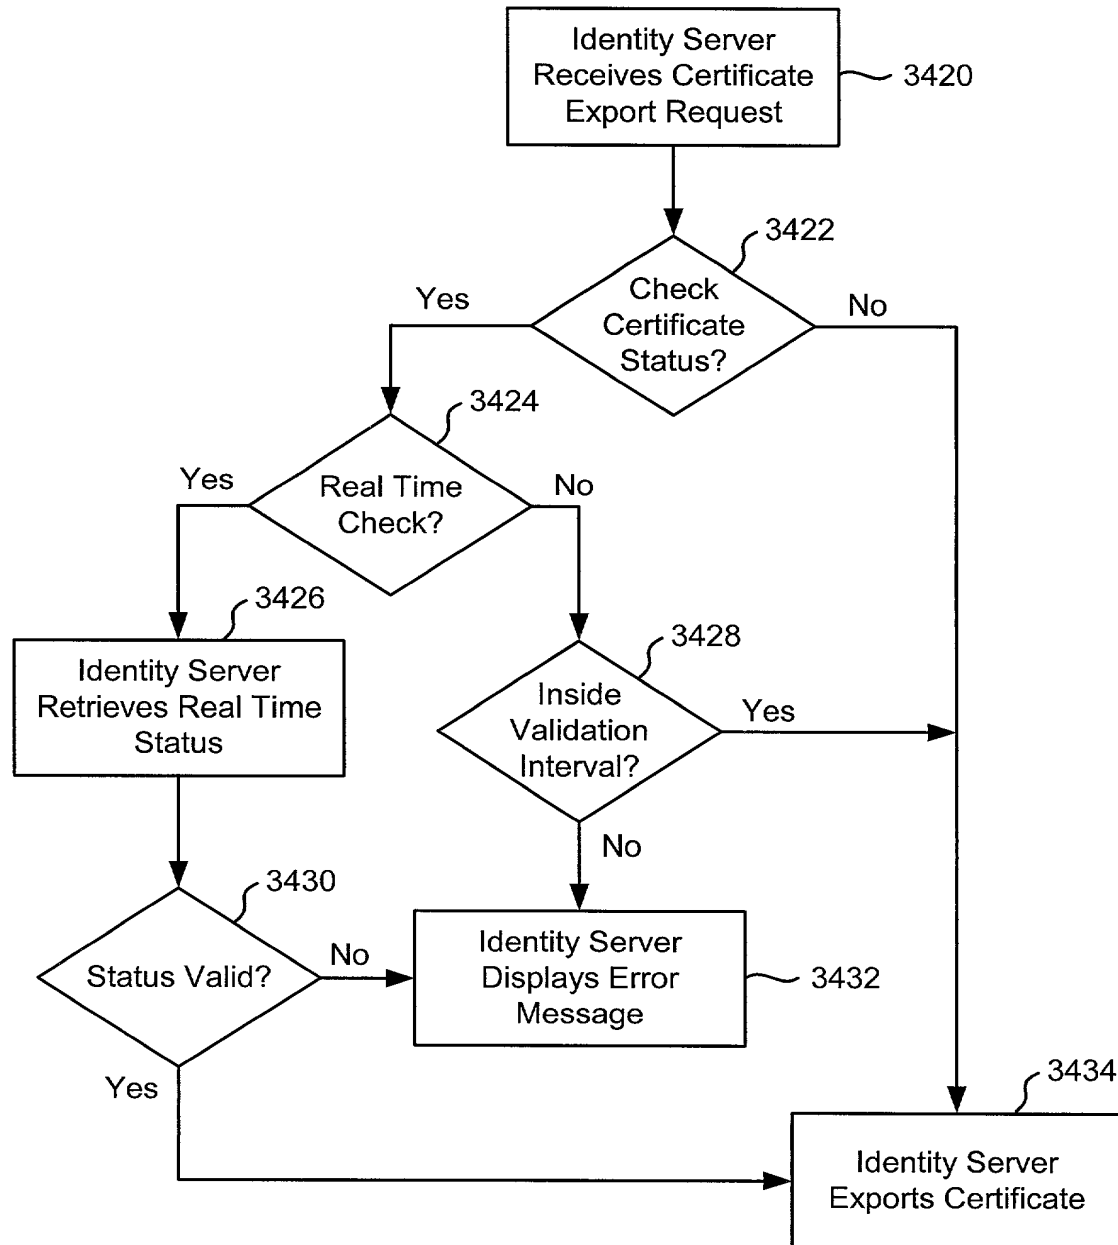 Identity Server
Receives Certificate
Export Request
3420
3422
Check
Certificate
Status?
Yes
No
3424
Real Time
Check?
Yes
No
3426
Identity Server
Retrieves Real Time
Status
3428
Inside
Validation
Interval?
Yes
No
3430
Status Valid?
No
Yes
Identity Server
Displays Error
Message
3432
3434
Identity Server
Exports Certificate